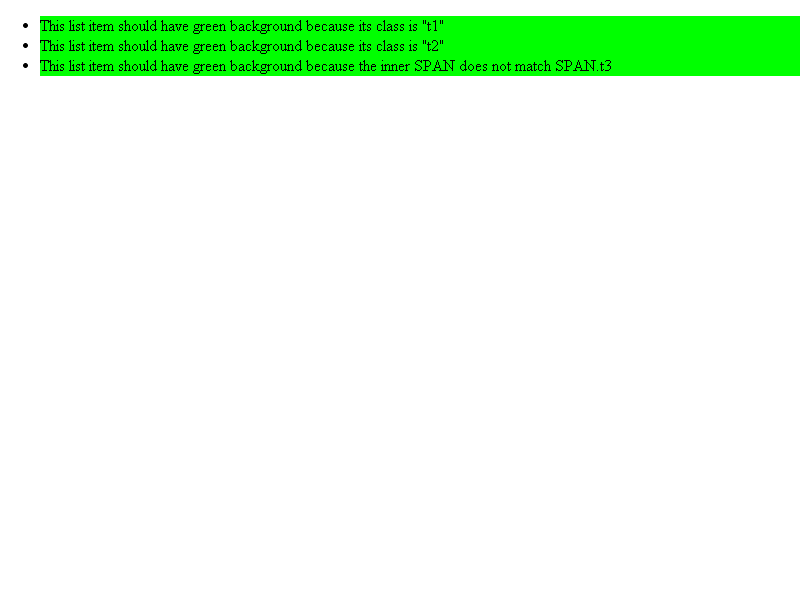 This list item should have green background because its class is "t1"
This list item should have green background because its class is "t2"
This list item should have green background because the inner SPAN does not match SPAN.t3